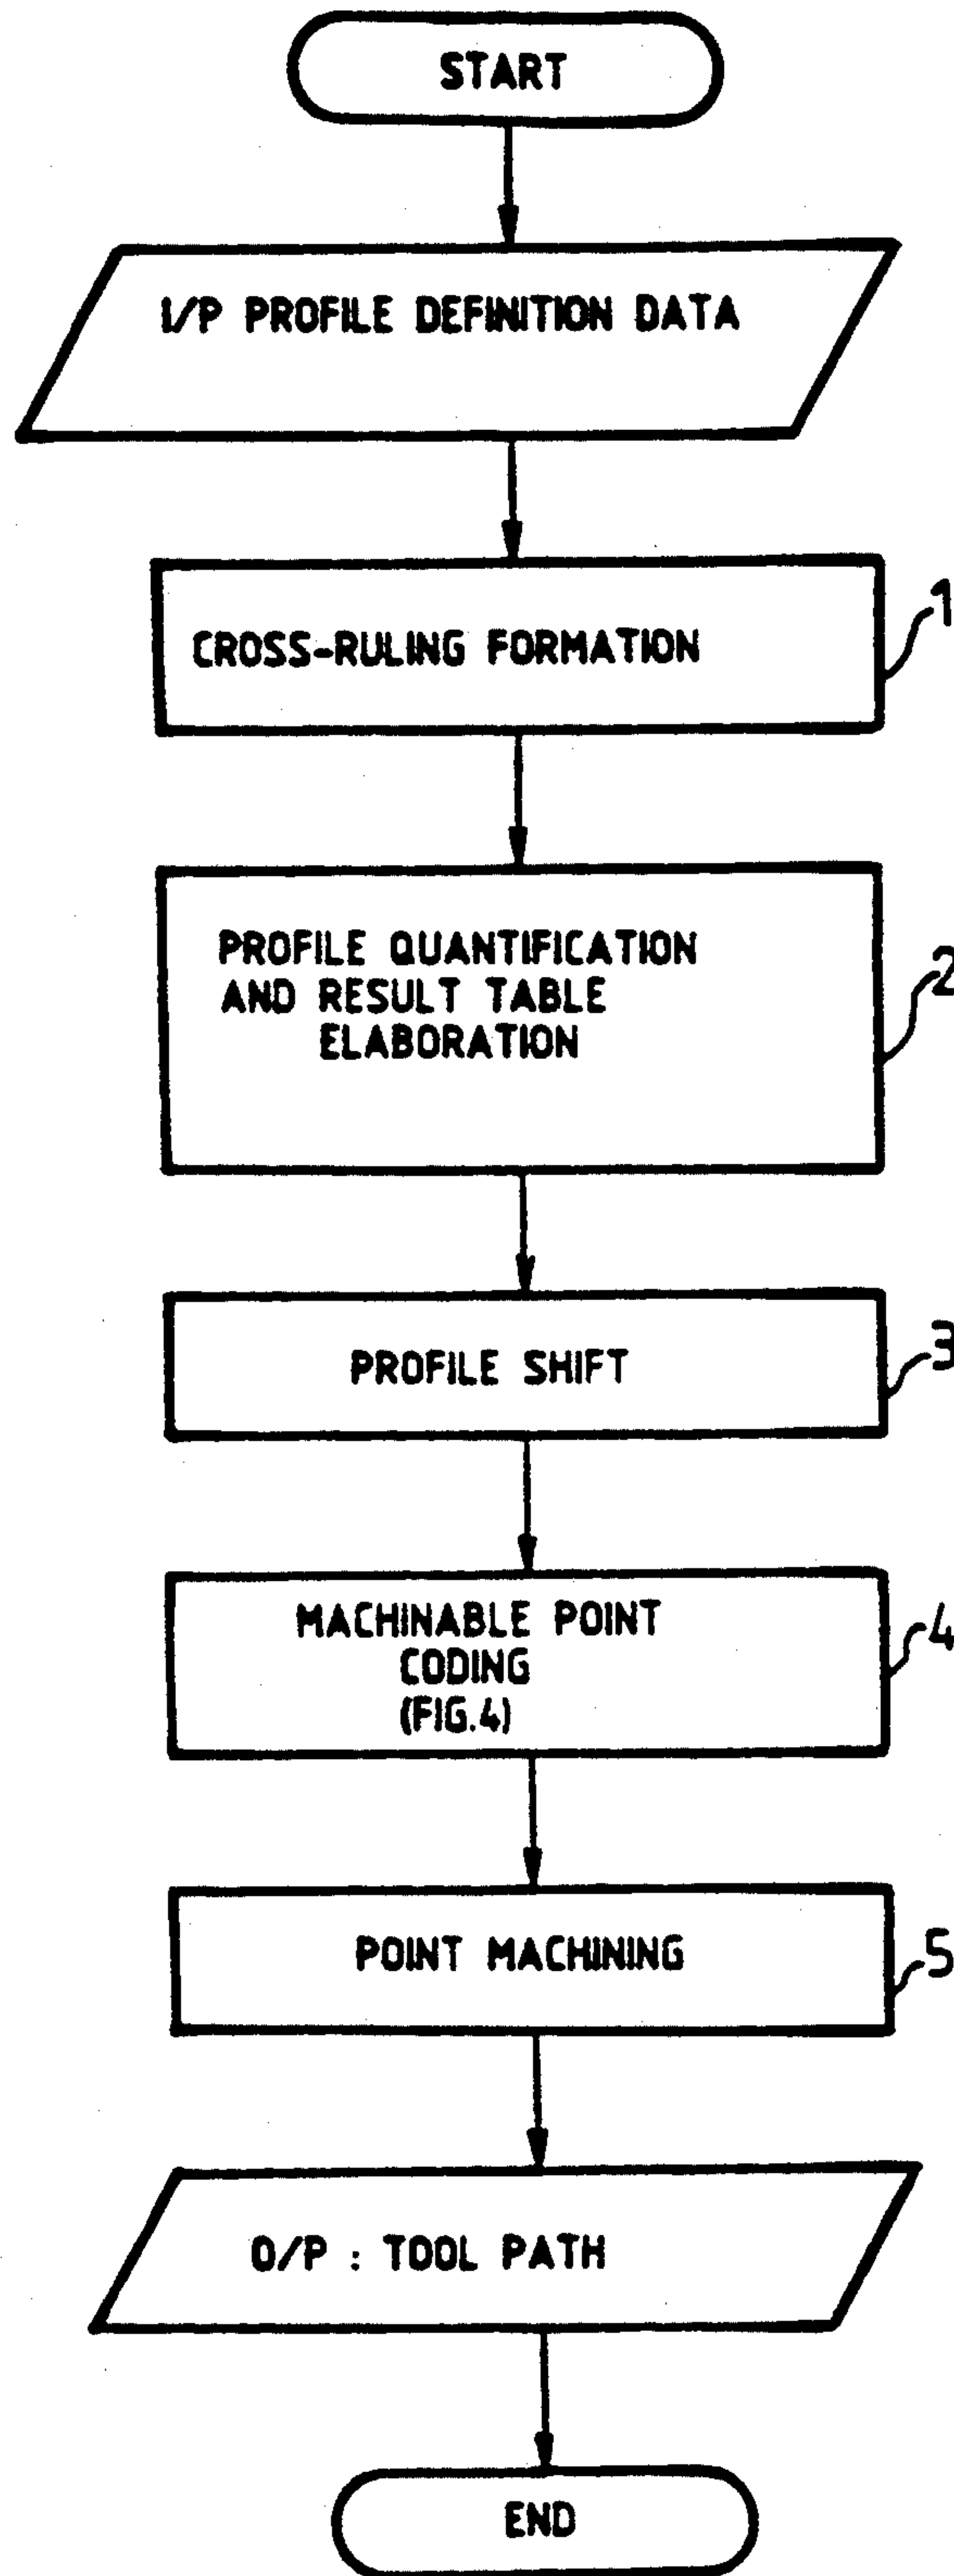 START
I/P PROFILE DEFINITION DATA
CROSS-RULING FORMATION
1
PROFILE QUANTIFICATION
AND RESULT TABLE
ELABORATION
2
PROFILE SHIFT
3
MACHINABLE POINT
CODING
(FIG.4)
4
POINT MACHINING
5
O/P : TOOL PATH
END